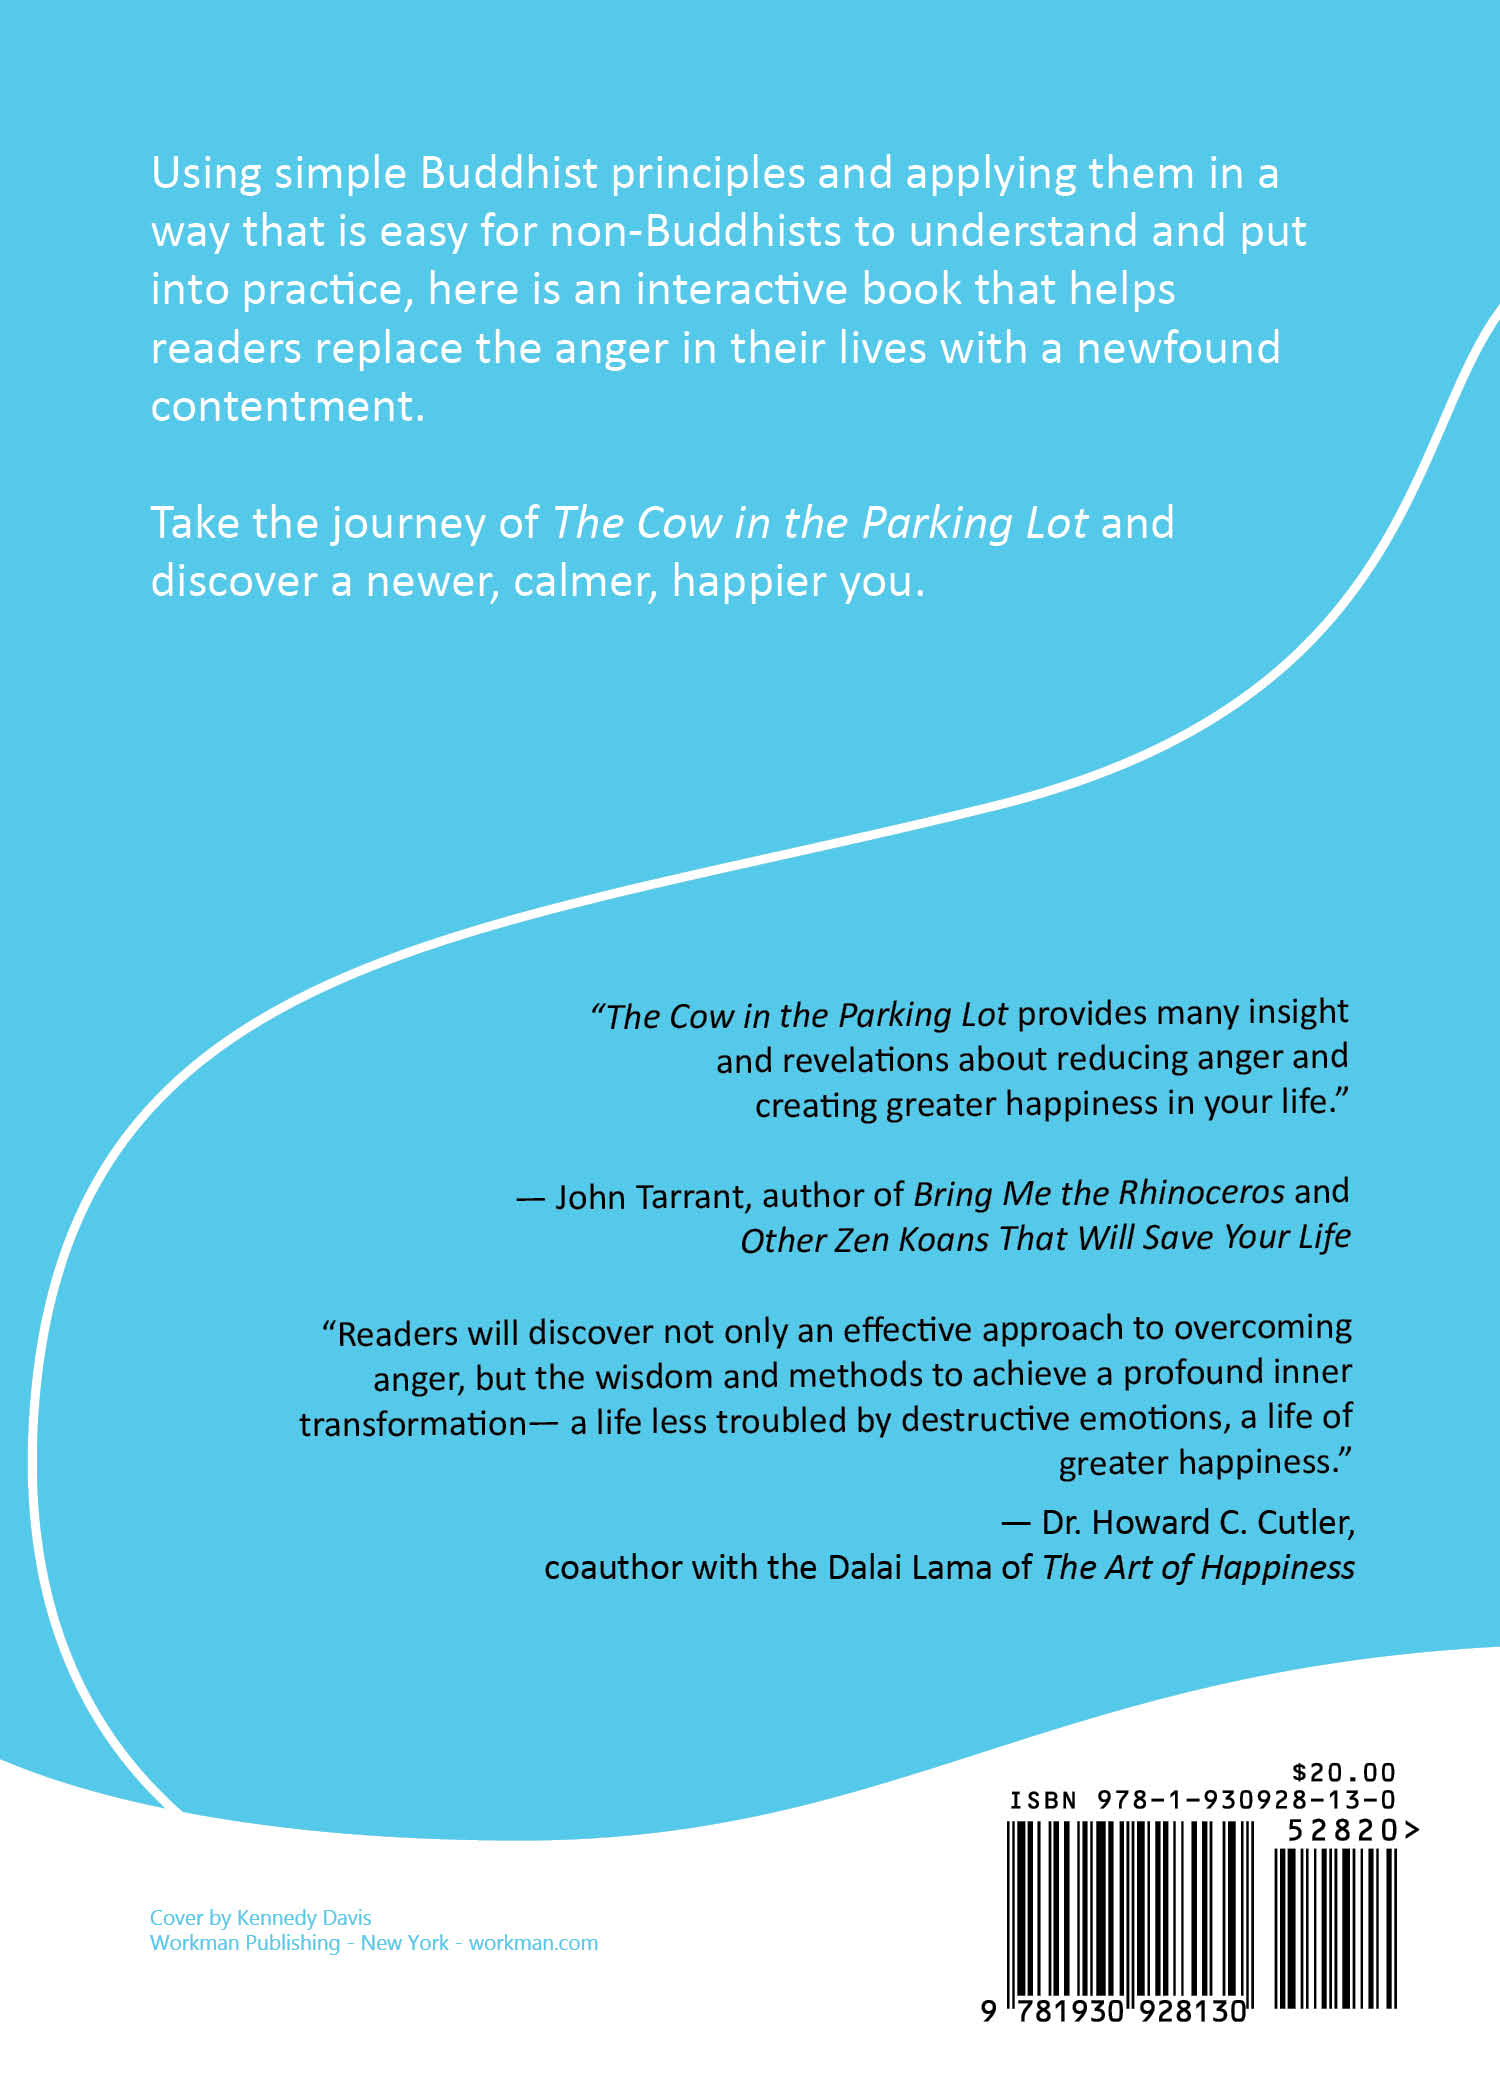 Using simple Buddhist principles and applying them in a
way that is easy for non-Buddhists to understand and put
into practice, here is an interactive book that helps
readers replace the anger in their lives with a newfound
contentment.
Take the journey of The Cow in the Parking Lot and
discover a newer, calmer, happier you.
“The Cow in the Parking Lot provides many insight
and revelations about reducing anger and
creating greater happiness in your life.”
— John Tarrant, author of Bring Me the Rhinoceros and
Other Zen Koans That Will Save Your Life
“Readers will discover not only an effective approach to overcoming
anger, but the wisdom and methods to achieve a profound inner
transformation— a life less troubled by destructive emotions, a life of
greater happiness.”
— Dr. Howard C. Cutler,
coauthor with the Dalai Lama of The Art of Happiness
$20.00
ISBN 978-1-930928-13-0
52820>
9 781930 928130
Cover by Kennedy Davis
Workman Publishing - New York - workman.com